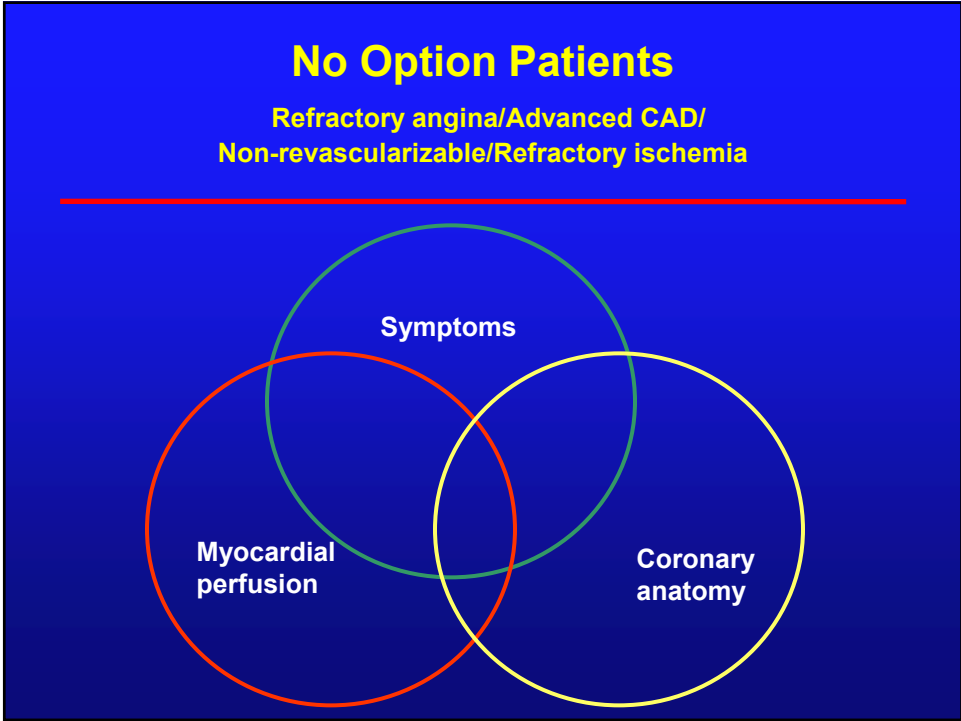 No Option Patients
Refractory angina/Advanced CAD/
Non-revascularizable/Refractory ischemia
Symptoms
Myocardial
perfusion
Coronary
anatomy